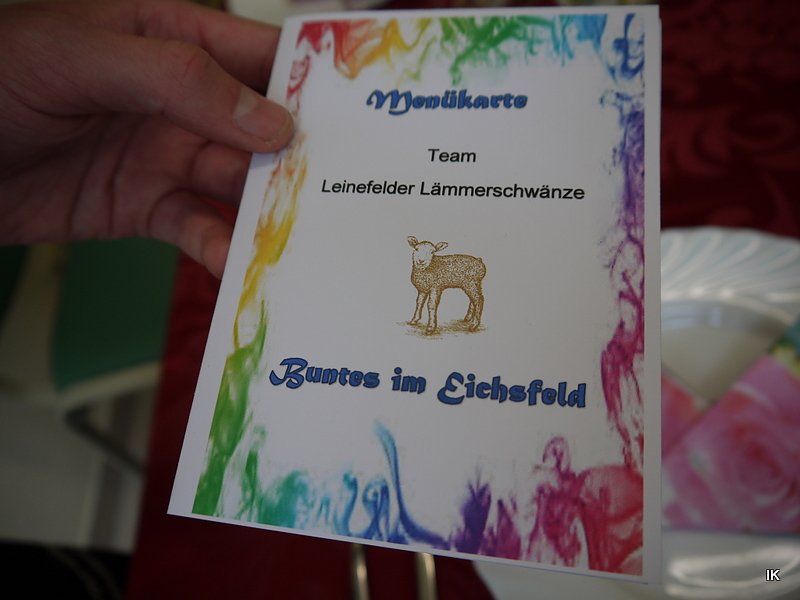 Menükarte
Team
Leinefelder Lämmerschwänze
Buntes im Eichsfeld
IK